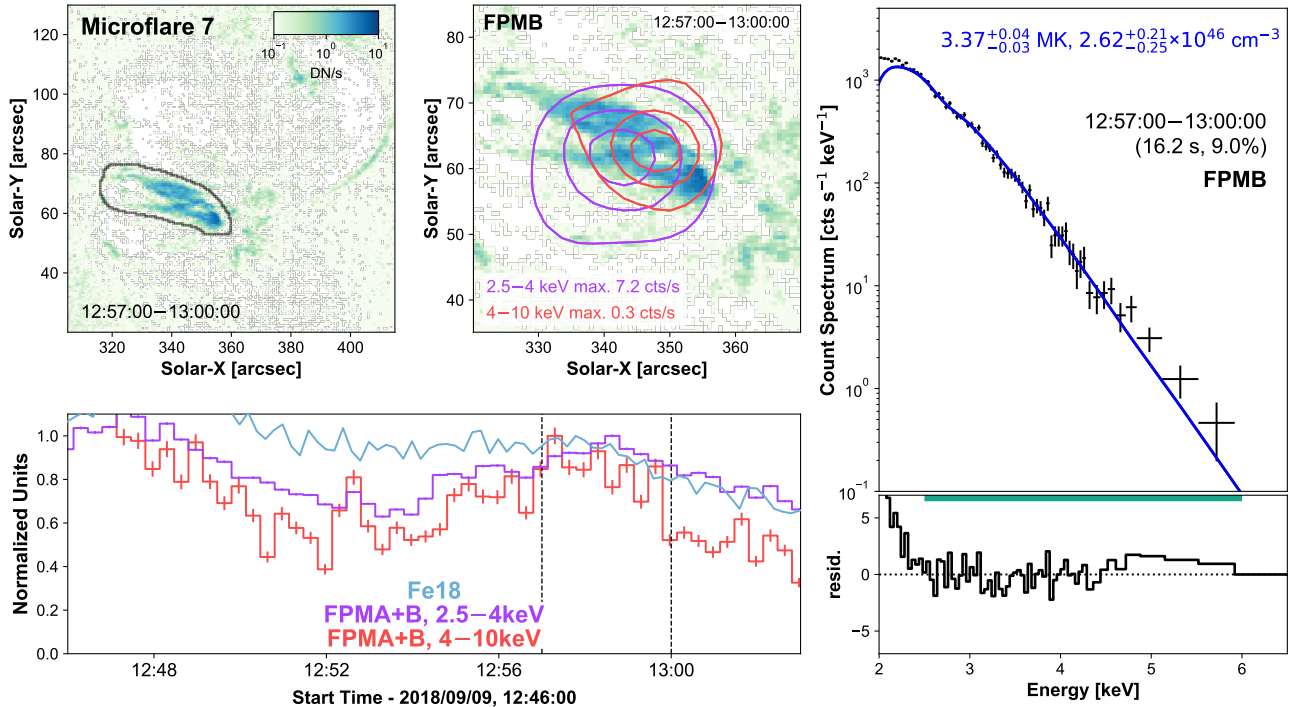 Microflare 7
10⁻¹ 10⁰ 10¹
DN/s
12:57:00−13:00:00
130
120
100
80
60
40
Solar-Y [arcsec]
320 340 360 380 400
Solar-X [arcsec]
FPMB
12:57:00−13:00:00
80
70
60
50
40
Solar-Y [arcsec]
2.5−4 keV max. 7.2 cts/s
4−10 keV max. 0.3 cts/s
330 340 350 360
Solar-X [arcsec]
3.37+0.04−0.03 MK, 2.62+0.21−0.25×10⁴⁶ cm⁻³
12:57:00−13:00:00
(16.2 s, 9.0%)
FPMB
10³
10²
10¹
10⁰
10⁻¹
Count Spectrum [cts s⁻¹ keV⁻¹]
10
5
0
−5
resid.
2 3 4 5 6
Energy [keV]
1.0
0.8
0.6
0.4
0.2
0.0
Normalized Units
Fe18
FPMA+B, 2.5−4keV
FPMA+B, 4−10keV
12:48 12:52 12:56 13:00
Start Time - 2018/09/09, 12:46:00